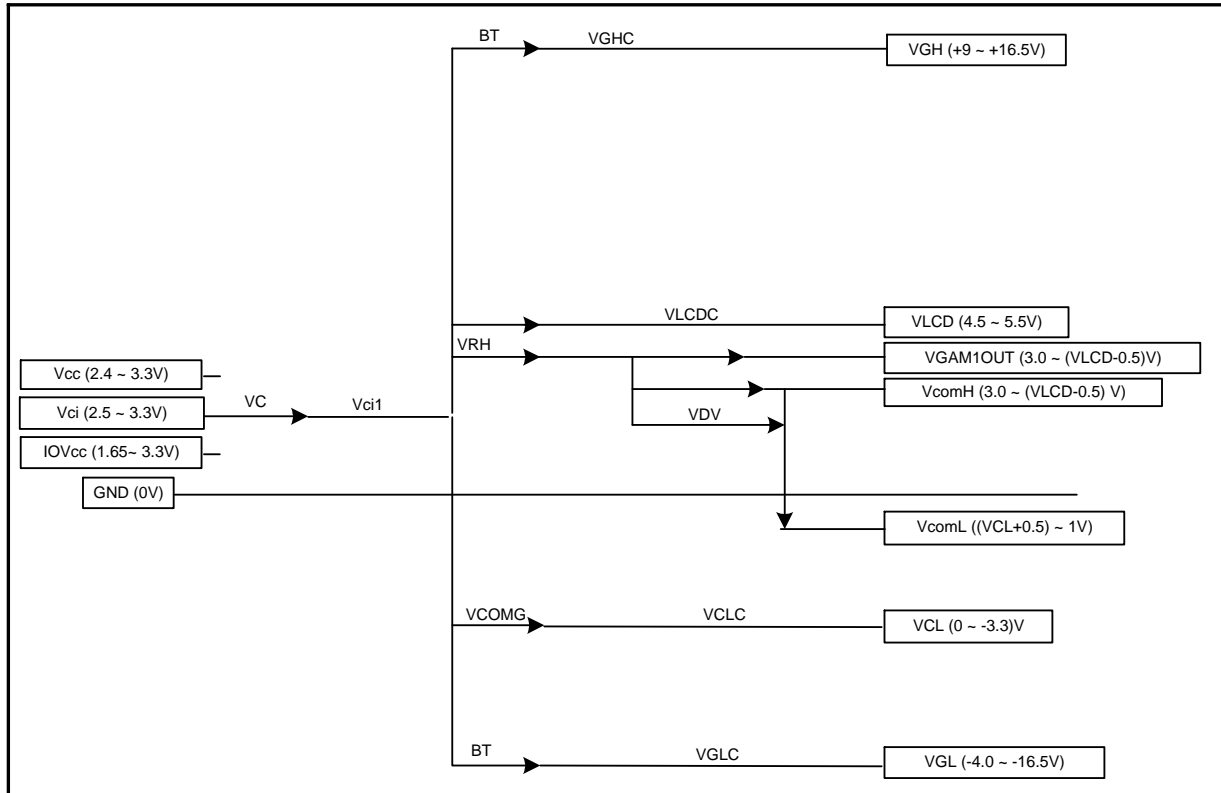 BT
VGHC
VGH (+9 ~ +16.5V)
VLCDC
VLCD (4.5 ~ 5.5V)
VRH
VGAM1OUT (3.0 ~ (VLCD-0.5)V)
Vcc (2.4 ~ 3.3V)
VcomH (3.0 ~ (VLCD-0.5) V)
Vci (2.5 ~ 3.3V)
VC
Vci1
VDV
IOVcc (1.65~ 3.3V)
GND (0V)
VcomL ((VCL+0.5) ~ 1V)
VCOMG
VCLC
VCL (0 ~ -3.3)V
BT
VGLC
VGL (-4.0 ~ -16.5V)